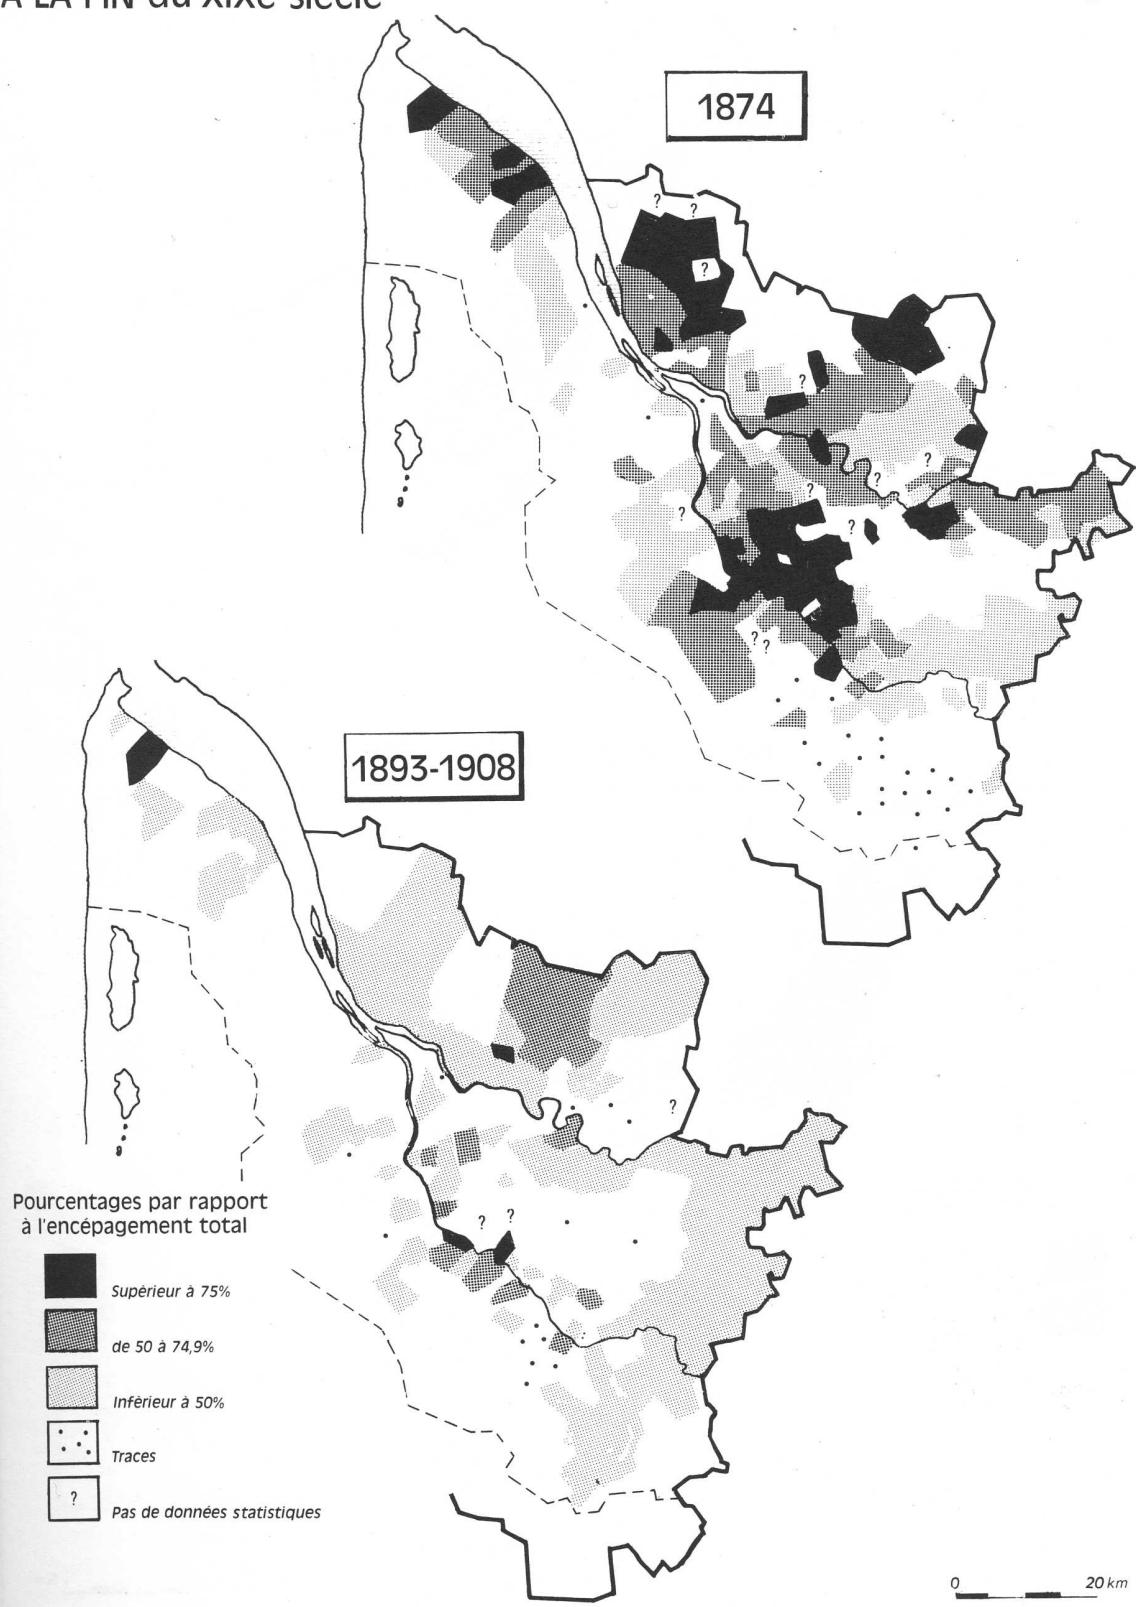 A LA FIN du XIXe siècle
1874
?
?
?
?
?
?
?
?
?
?
?
1893-1908
?
?
?
Pourcentages par rapport
à l'encépagement total
Supérieur à 75%
de 50 à 74,9%
Infèrieur à 50%
Traces
?
Pas de données statistiques
0 20 km